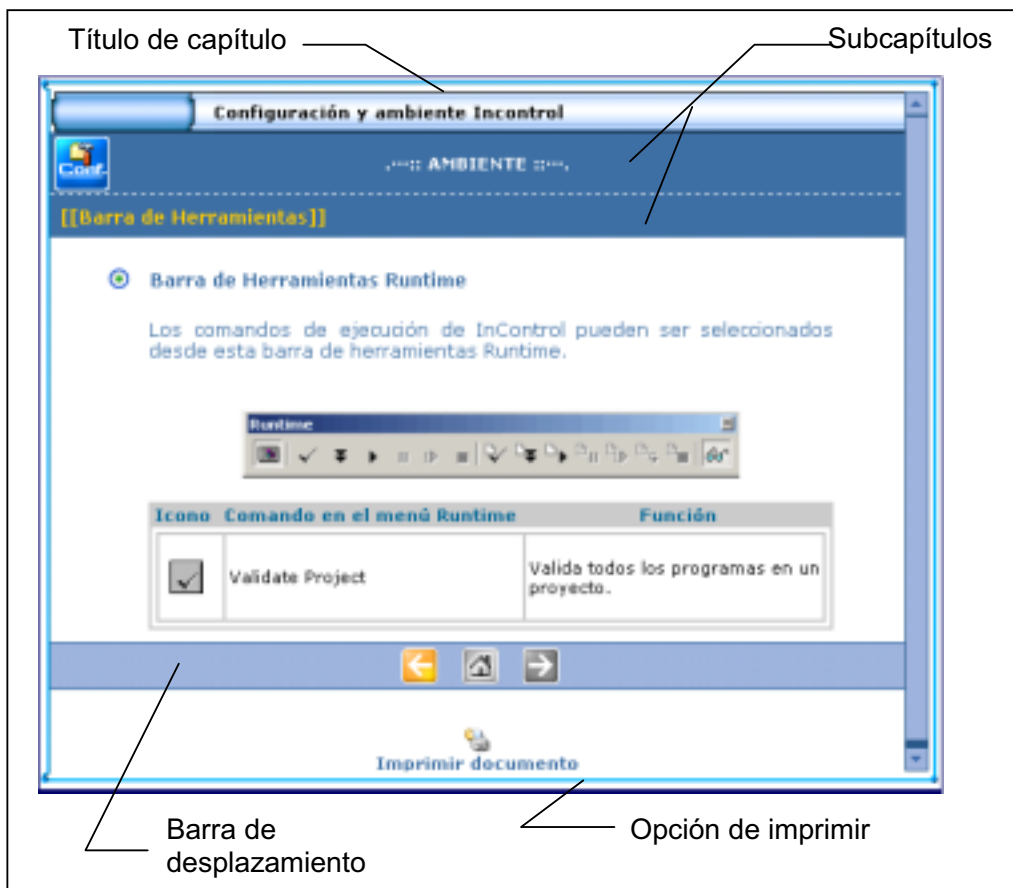 Título de capítulo
Subcapítulos
Configuración y ambiente Incontrol
Conf.
.---:: AMBIENTE ::---.
[[Barra de Herramientas]]
Barra de Herramientas Runtime
Los comandos de ejecución de InControl pueden ser seleccionados
desde esta barra de herramientas Runtime.
Runtime
Icono Comando en el menú Runtime Función
Validate Project
Valida todos los programas en un
proyecto.
Imprimir documento
Barra de
desplazamiento
Opción de imprimir